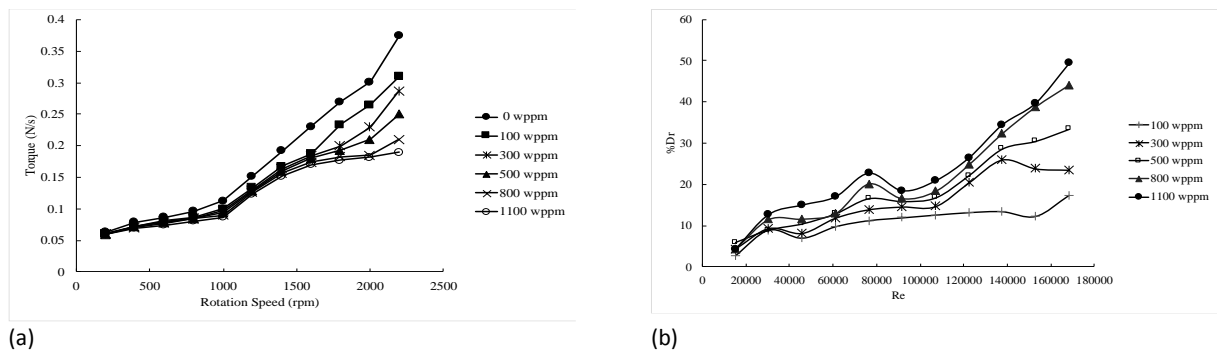 0.4
0.35
0.3
0.25
0.2
0.15
0.1
0.05
0
Torque (N/s)
0 500 1000 1500 2000 2500
Rotation Speed (rpm)
0 wppm
100 wppm
300 wppm
500 wppm
800 wppm
1100 wppm
(a)
60
50
40
30
20
10
0
%Dr
20000 40000 60000 80000 100000 120000 140000 160000 180000
Re
100 wppm
300 wppm
500 wppm
800 wppm
1100 wppm
(b)